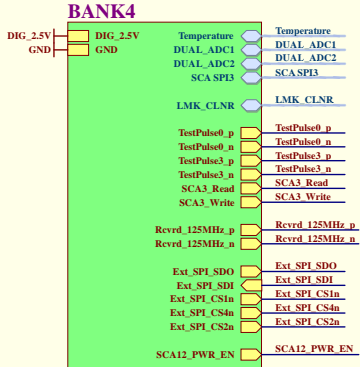 BANK4
DIG_2.5V DIG_2.5V Temperature Temperature
GND GND DUAL_ADC1 DUAL_ADC1
DUAL_ADC2 DUAL_ADC2
SCA SPI3 SCA SPI3
LMK_CLNR LMK_CLNR
TestPulse0_p TestPulse0_p
TestPulse0_n TestPulse0_n
TestPulse3_p TestPulse3_p
TestPulse3_n TestPulse3_n
SCA3_Read SCA3_Read
SCA3_Write SCA3_Write
Rcvrd_125MHz_p Rcvrd_125MHz_p
Rcvrd_125MHz_n Rcvrd_125MHz_n
Ext_SPI_SDO Ext_SPI_SDO
Ext_SPI_SDI Ext_SPI_SDI
Ext_SPI_CS1n Ext_SPI_CS1n
Ext_SPI_CS4n Ext_SPI_CS4n
Ext_SPI_CS2n Ext_SPI_CS2n
SCA12_PWR_EN SCA12_PWR_EN